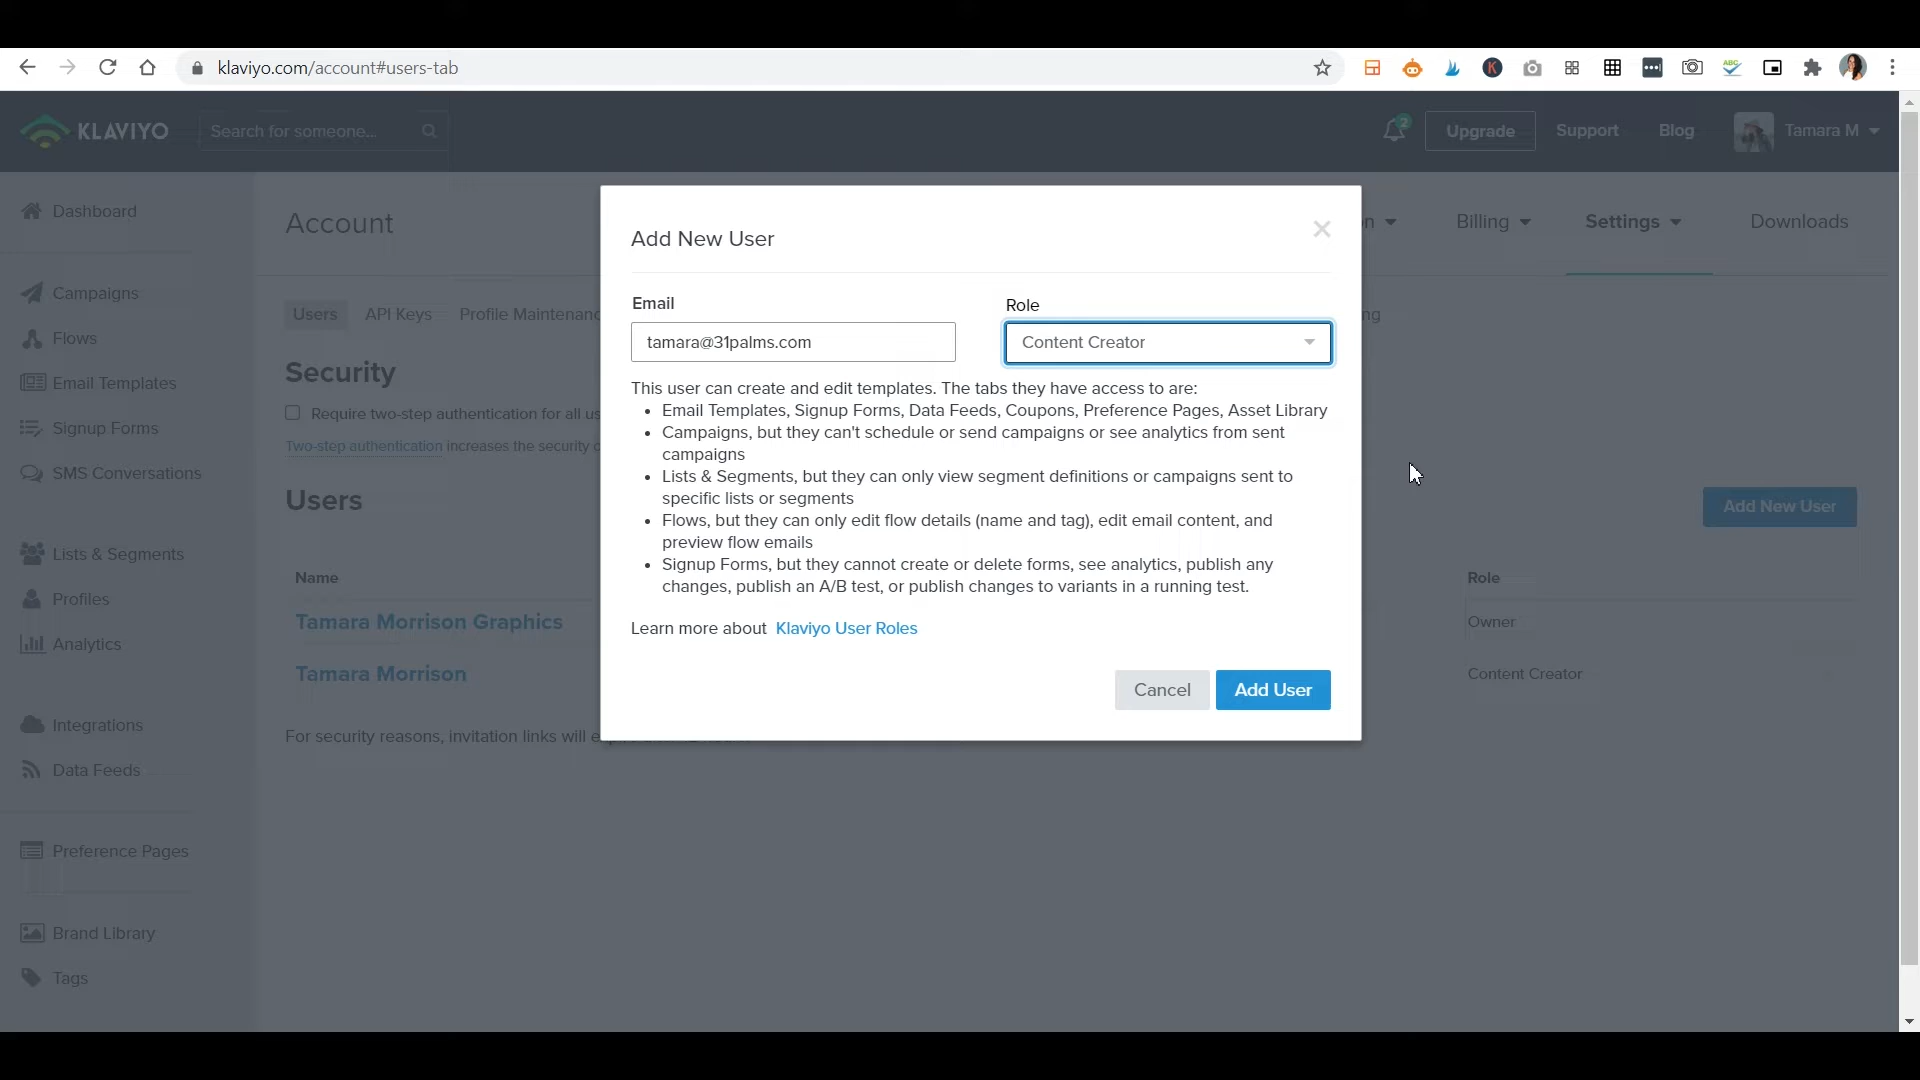 klaviyo.com/account#users-tab
KLAVIYO
Search for someone...
2
Upgrade
Support
Blog
Tamara M
Dashboard
Campaigns
Flows
Email Templates
Signup Forms
SMS Conversations
Lists & Segments
Profiles
Analytics
Integrations
Data Feeds
Preference Pages
Brand Library
Tags
Account
Billing
Settings
Downloads
Users
API Keys
Profile Maintenanc
ng
Security
Require two-step authentication for all us
Two-step authentication increases the security o
Users
Add New User
Name
Role
Tamara Morrison Graphics
Owner
Tamara Morrison
Content Creator
For security reasons, invitation links will
Add New User
Email
Role
tamara@31palms.com
Content Creator
This user can create and edit templates. The tabs they have access to are:
• Email Templates, Signup Forms, Data Feeds, Coupons, Preference Pages, Asset Library
• Campaigns, but they can't schedule or send campaigns or see analytics from sent
campaigns
• Lists & Segments, but they can only view segment definitions or campaigns sent to
specific lists or segments
• Flows, but they can only edit flow details (name and tag), edit email content, and
preview flow emails
• Signup Forms, but they cannot create or delete forms, see analytics, publish any
changes, publish an A/B test, or publish changes to variants in a running test.
Learn more about Klaviyo User Roles
Cancel
Add User